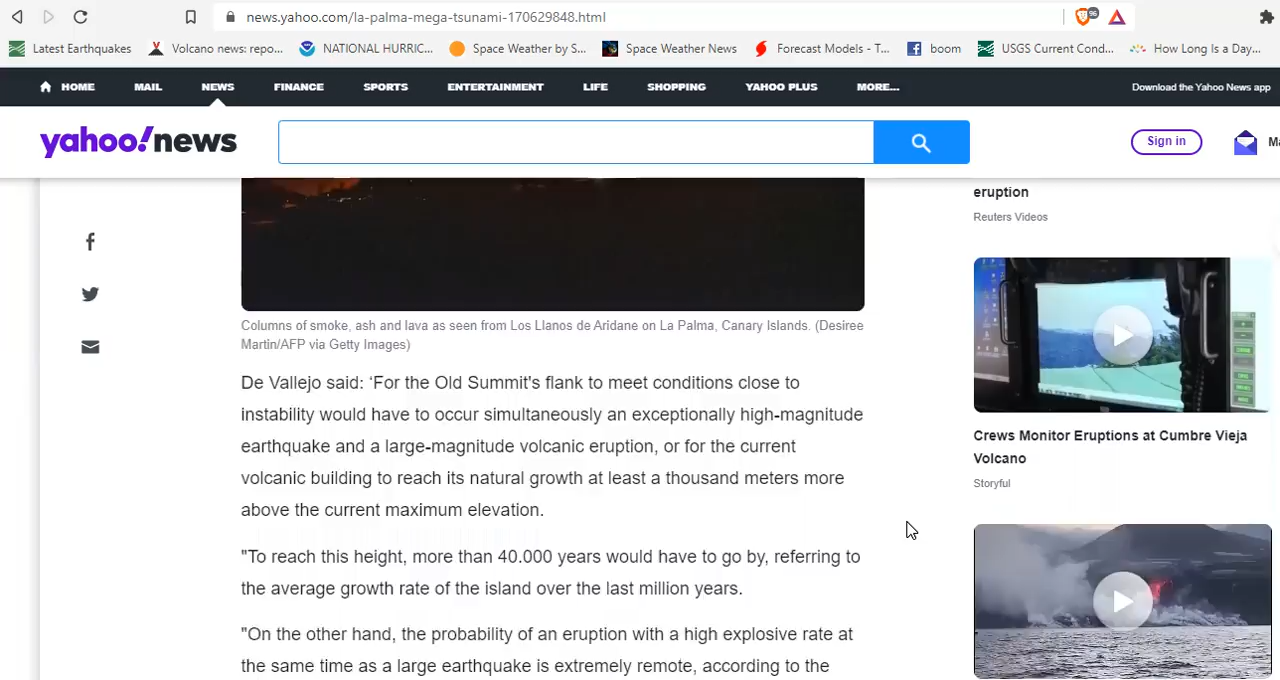 news.yahoo.com/la-palma-mega-tsunami-170629848.html
96
Latest Earthquakes
Volcano news: repo...
NATIONAL HURRIC...
Space Weather by S...
Space Weather News
Forecast Models - T...
boom
USGS Current Cond...
How Long Is a Day...
HOME
MAIL
NEWS
FINANCE
SPORTS
ENTERTAINMENT
LIFE
SHOPPING
YAHOO PLUS
MORE...
Download the Yahoo News app
yahoo!news
Sign in
Ma
eruption
Reuters Videos
Columns of smoke, ash and lava as seen from Los Llanos de Aridane on La Palma, Canary Islands. (Desiree
Martin/AFP via Getty Images)
De Vallejo said: ‘For the Old Summit's flank to meet conditions close to
instability would have to occur simultaneously an exceptionally high-magnitude
earthquake and a large-magnitude volcanic eruption, or for the current
volcanic building to reach its natural growth at least a thousand meters more
above the current maximum elevation.
"To reach this height, more than 40.000 years would have to go by, referring to
the average growth rate of the island over the last million years.
"On the other hand, the probability of an eruption with a high explosive rate at
the same time as a large earthquake is extremely remote, according to the
Crews Monitor Eruptions at Cumbre Vieja
Volcano
Storyful